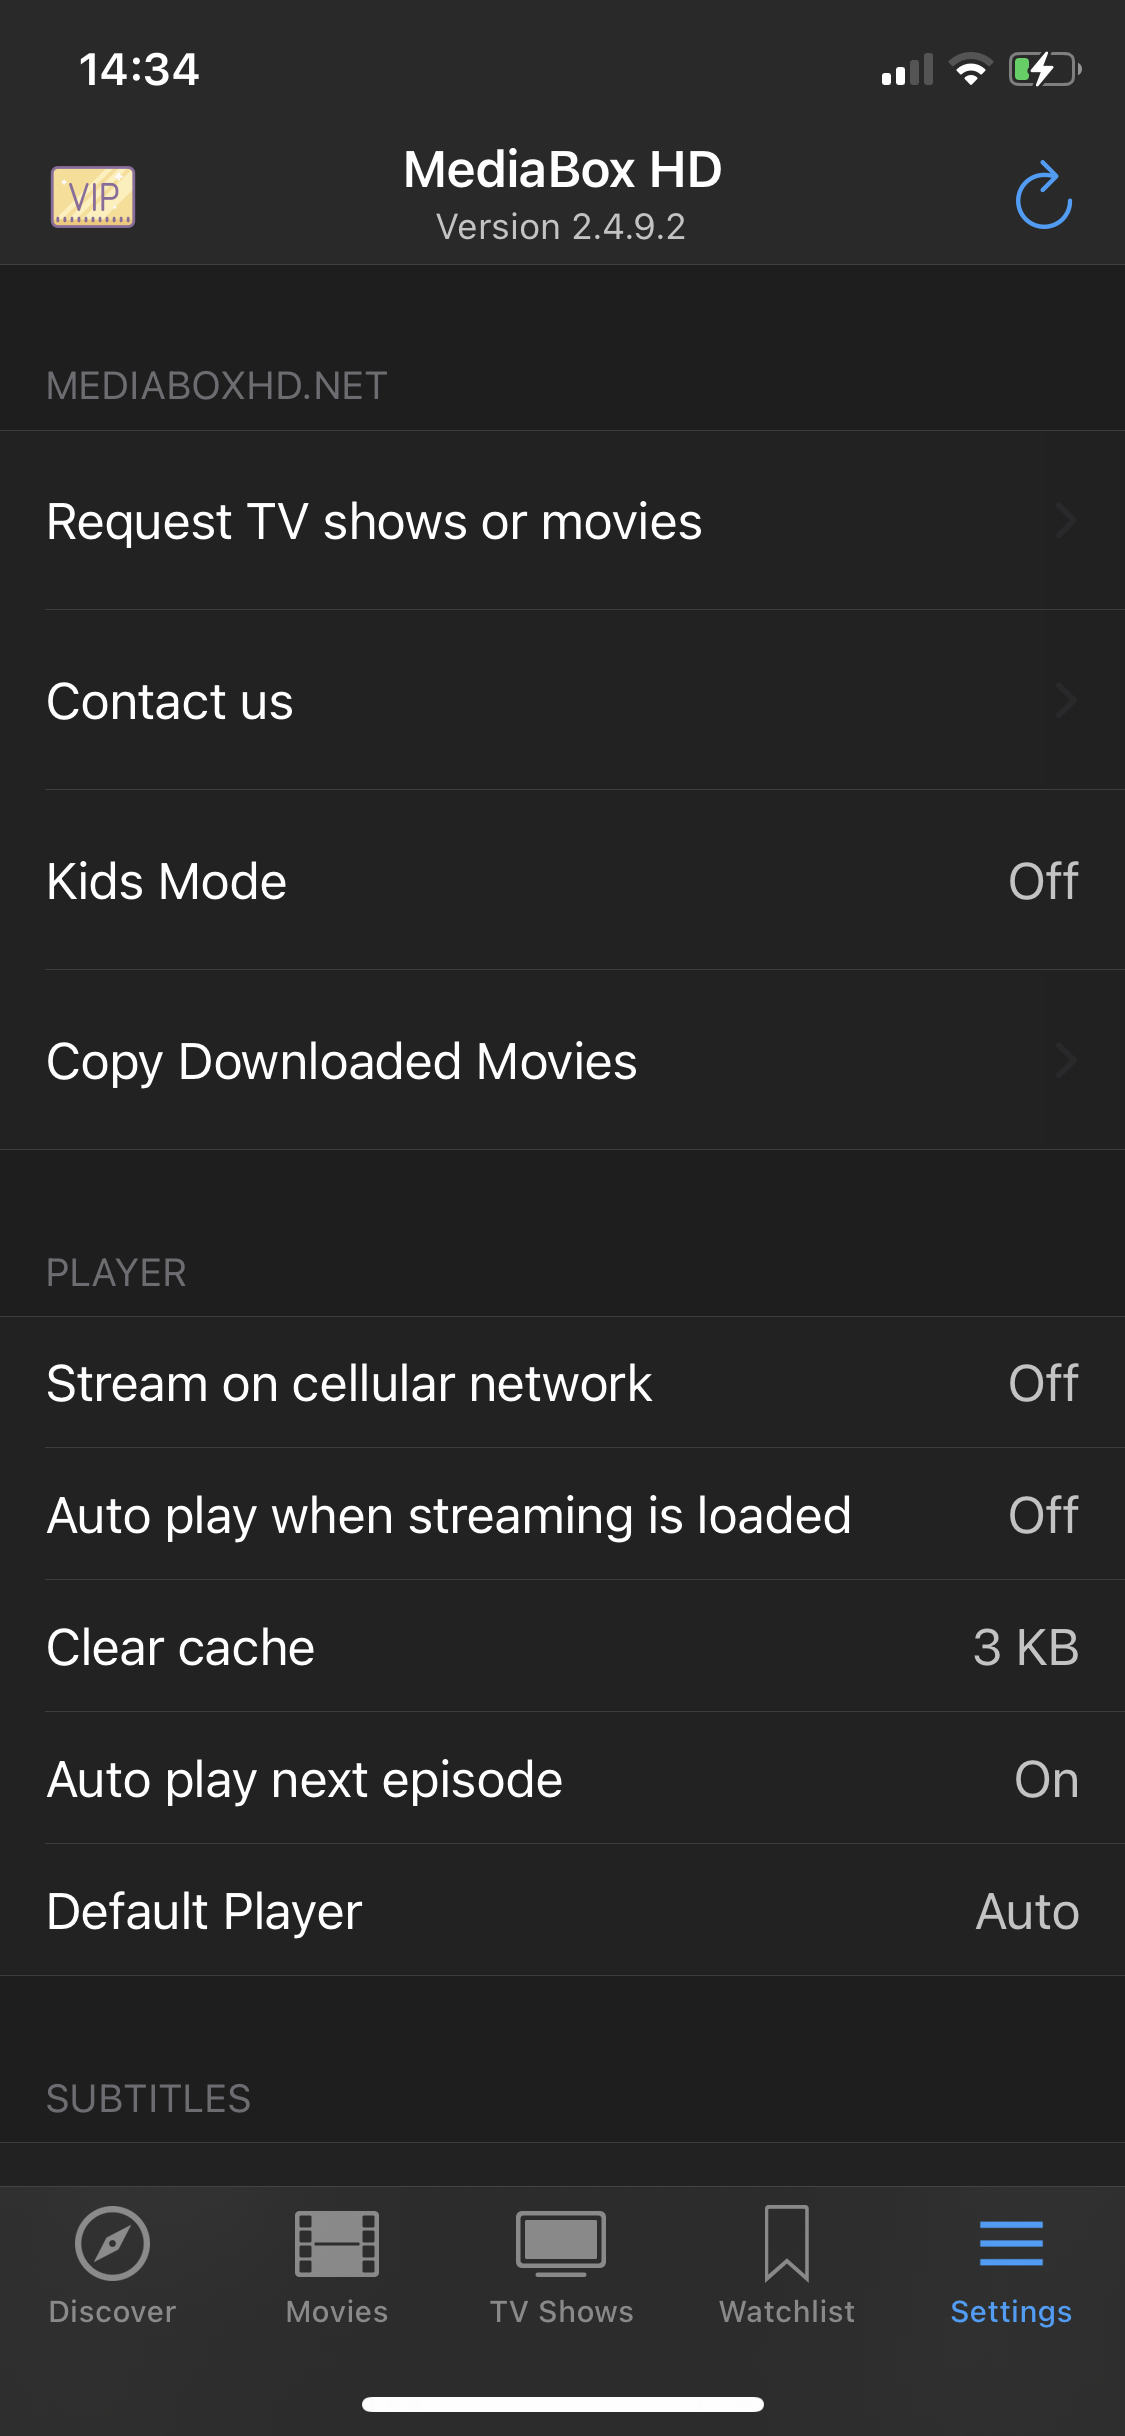 14:34
VIP
MediaBox HD
Version 2.4.9.2
MEDIABOXHD.NET
Request TV shows or movies
Contact us
Kids Mode Off
Copy Downloaded Movies
PLAYER
Stream on cellular network Off
Auto play when streaming is loaded Off
Clear cache 3 KB
Auto play next episode On
Default Player Auto
SUBTITLES
Discover Movies TV Shows Watchlist Settings